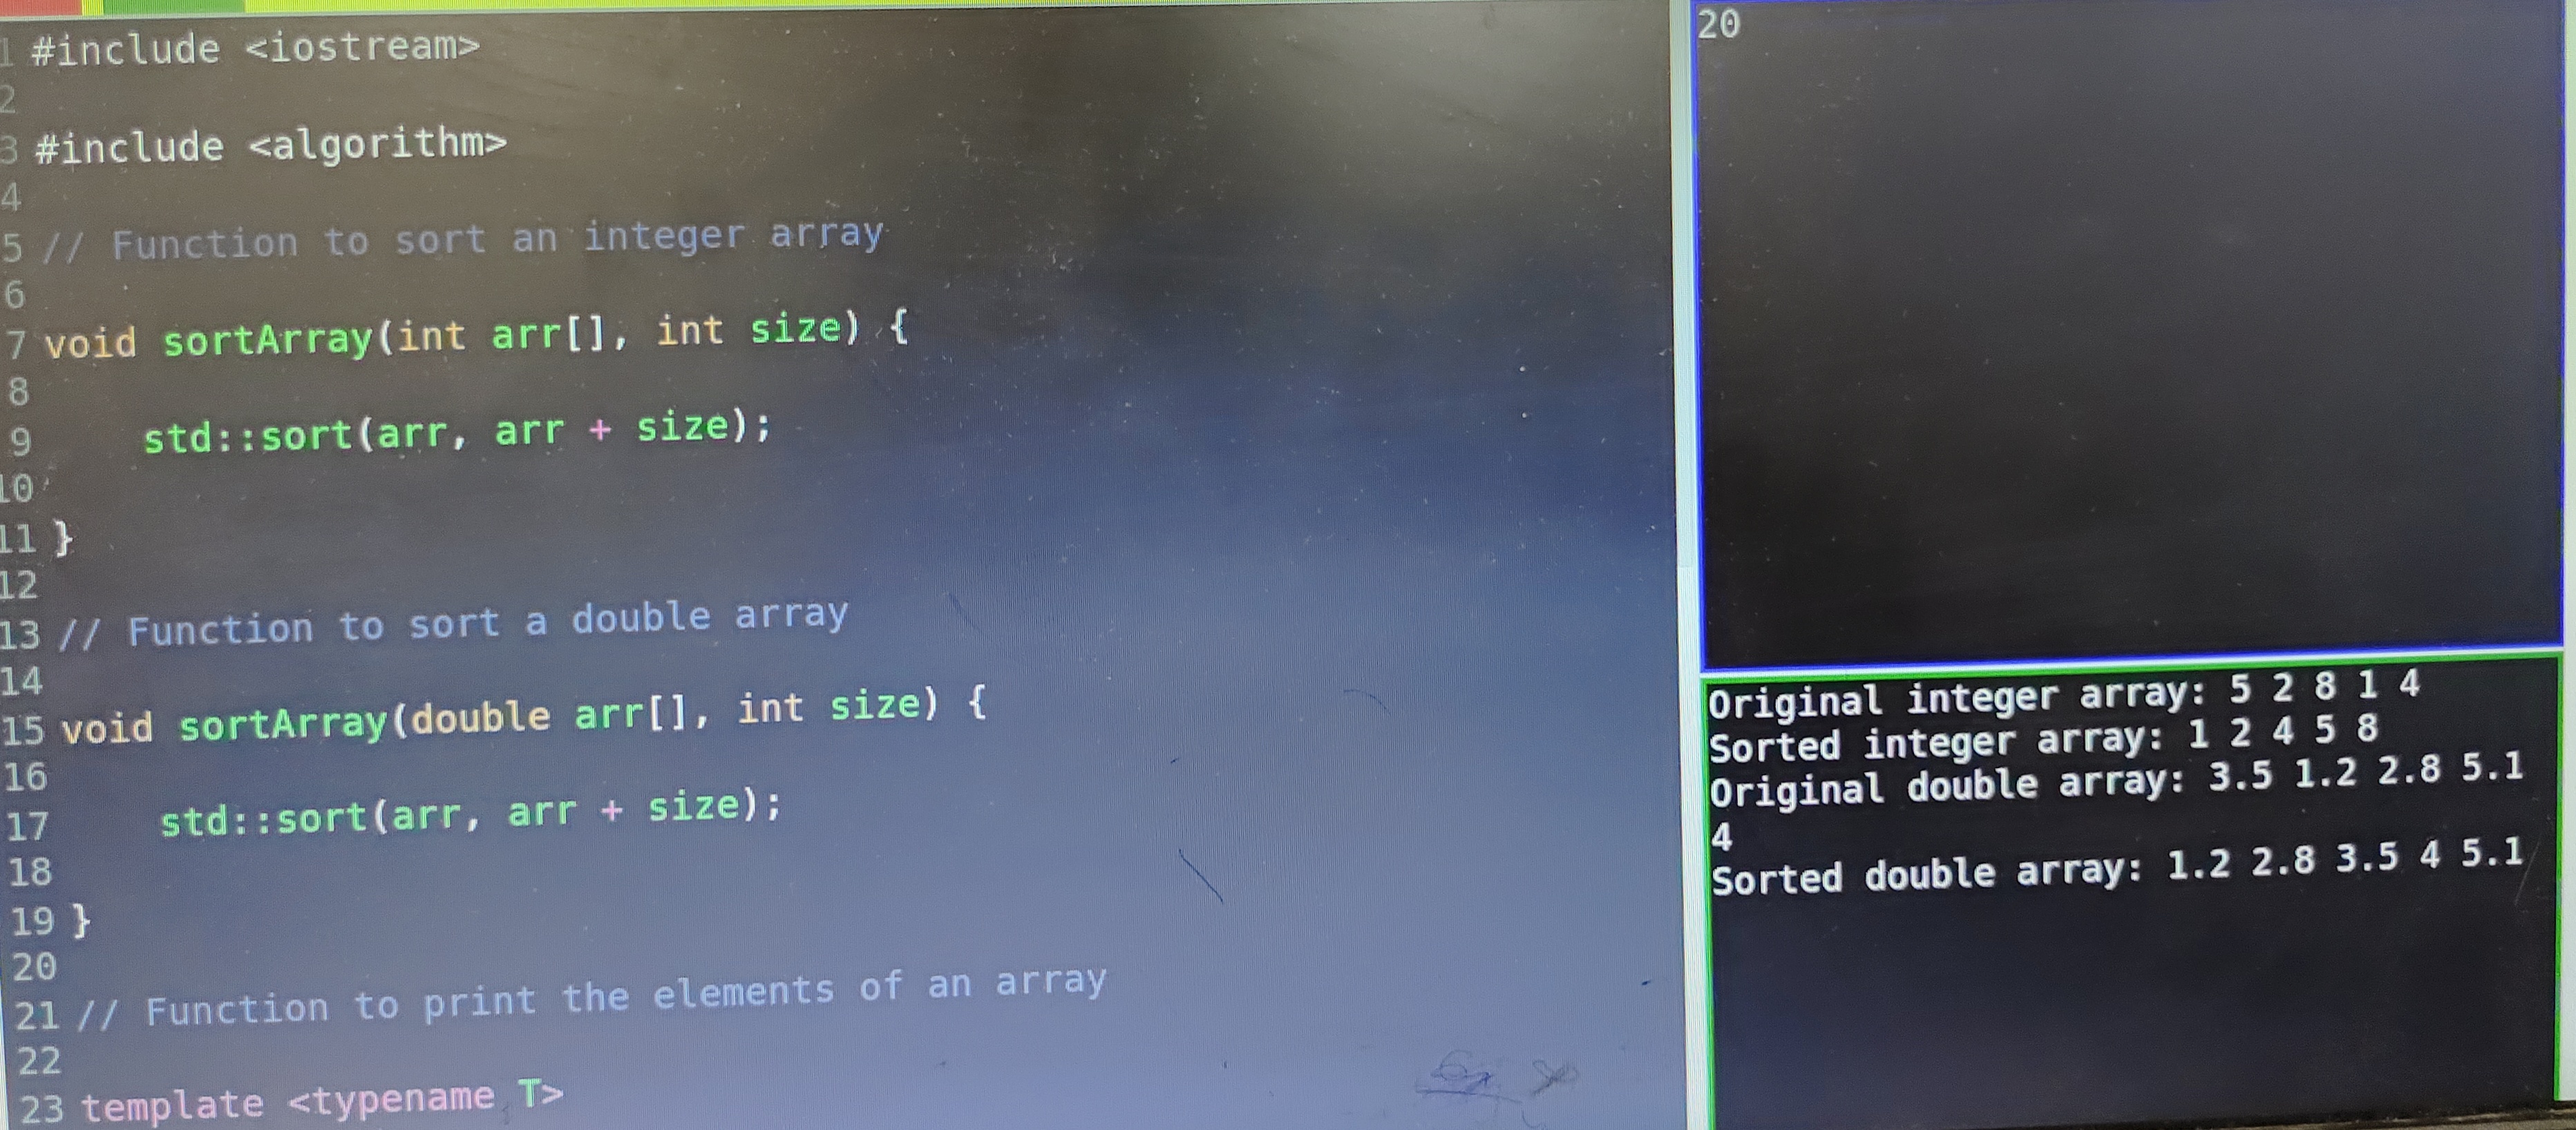 1 #include <iostream>
2
3 #include <algorithm>
4
5 // Function to sort an integer array
6
7 void sortArray(int arr[], int size) {
8
9     std::sort(arr, arr + size);
10
11 }
12
13 // Function to sort a double array
14
15 void sortArray(double arr[], int size) {
16
17     std::sort(arr, arr + size);
18
19 }
20
21 // Function to print the elements of an array
22
23 template <typename T>
20
Original integer array: 5 2 8 1 4
Sorted integer array: 1 2 4 5 8
Original double array: 3.5 1.2 2.8 5.1
4
Sorted double array: 1.2 2.8 3.5 4 5.1